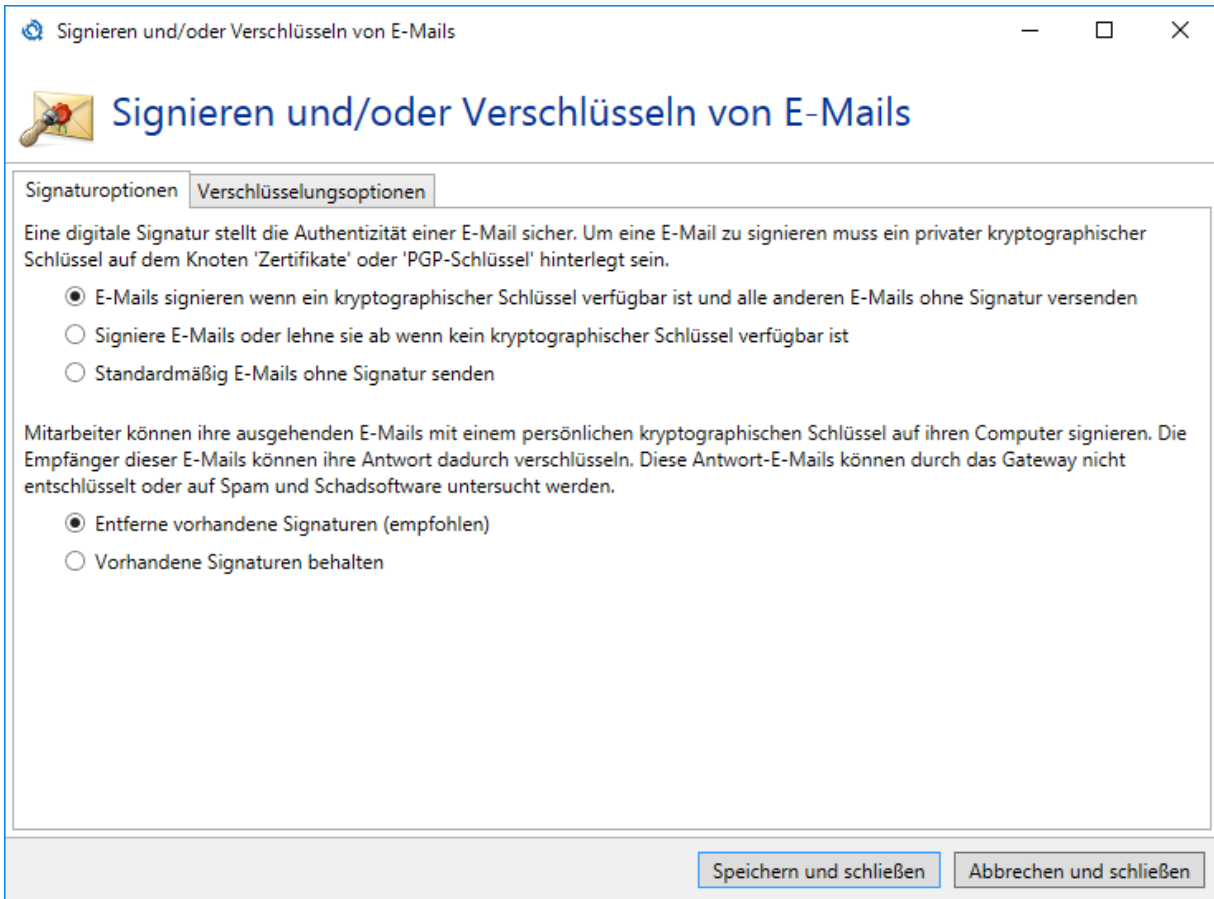 Signieren und/oder Verschlüsseln von E-Mails
Signieren und/oder Verschlüsseln von E-Mails
Signaturoptionen Verschlüsselungsoptionen
Eine digitale Signatur stellt die Authentizität einer E-Mail sicher. Um eine E-Mail zu signieren muss ein privater kryptographischer
Schlüssel auf dem Knoten 'Zertifikate' oder 'PGP-Schlüssel' hinterlegt sein.
E-Mails signieren wenn ein kryptographischer Schlüssel verfügbar ist und alle anderen E-Mails ohne Signatur versenden
Signiere E-Mails oder lehne sie ab wenn kein kryptographischer Schlüssel verfügbar ist
Standardmäßig E-Mails ohne Signatur senden
Mitarbeiter können ihre ausgehenden E-Mails mit einem persönlichen kryptographischen Schlüssel auf ihren Computer signieren. Die
Empfänger dieser E-Mails können ihre Antwort dadurch verschlüsseln. Diese Antwort-E-Mails können durch das Gateway nicht
entschlüsselt oder auf Spam und Schadsoftware untersucht werden.
Entferne vorhandene Signaturen (empfohlen)
Vorhandene Signaturen behalten
Speichern und schließen Abbrechen und schließen